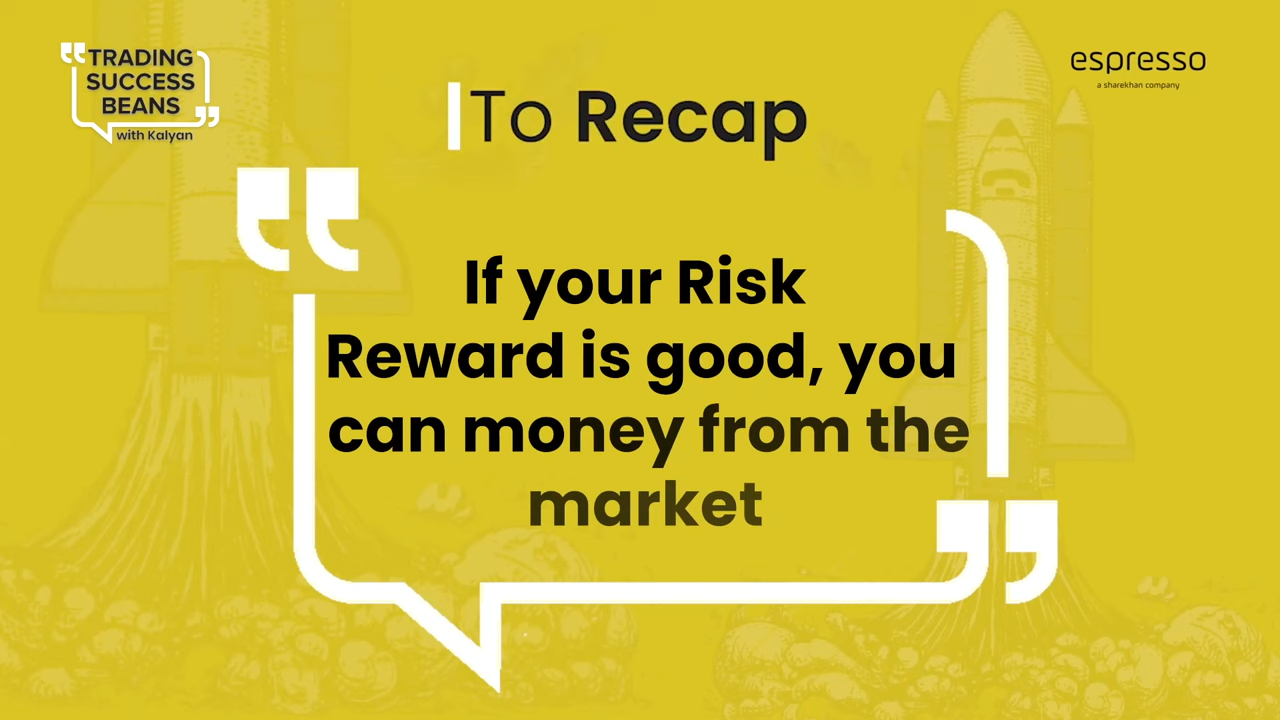 TRADING
SUCCESS
BEANS
with Kalyan
espresso
a sharekhan company
To Recap
If your Risk
Reward is good, you
can money from the
market